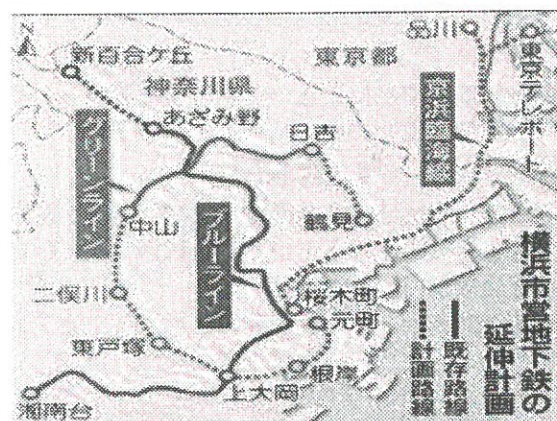 横浜市営地下鉄の
延伸計画
既存路線
計画路線
品川
東京テレポート
東京都
新百合ケ丘
神奈川県
あざみ野
日吉
京浜臨海線
グリーンライン
中山
ブルーライン
鶴見
二俣川
桜木町
元町
東戸塚
根岸
上大岡
湘南台